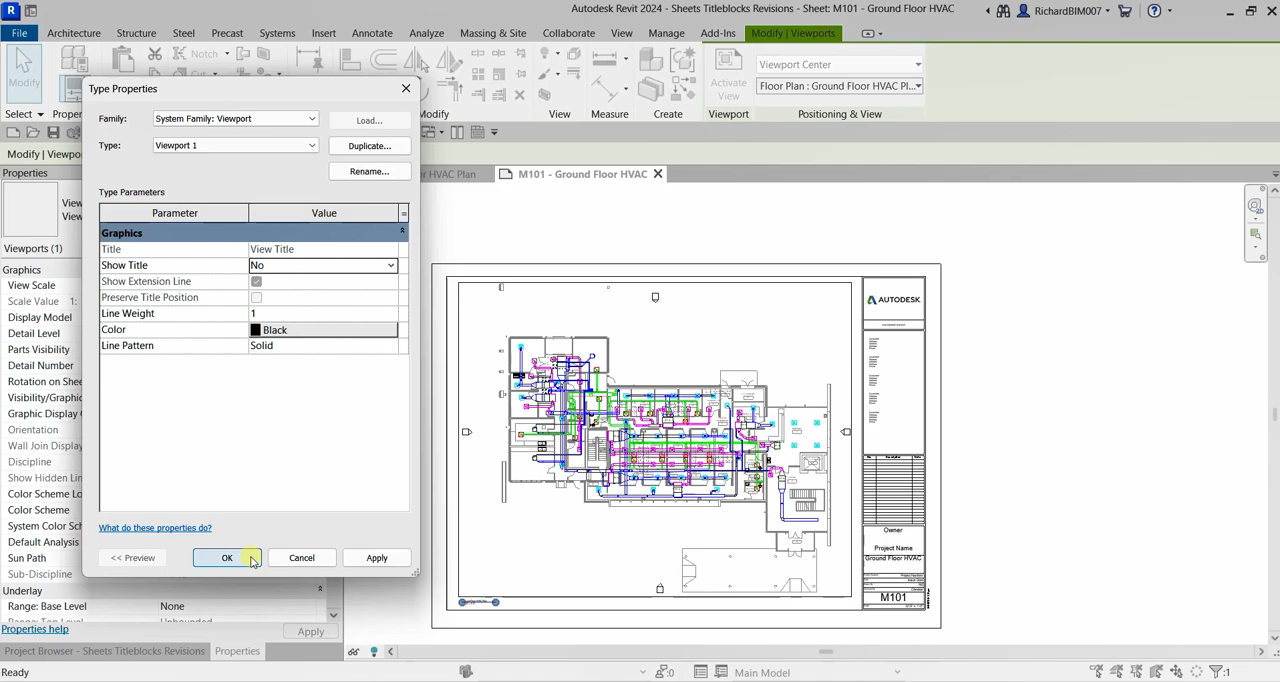 Autodesk Revit 2024 - Sheets Titleblocks Revisions - Sheet: M101 - Ground Floor HVAC
RichardBIM007
File Architecture Structure Steel Precast Systems Insert Annotate Analyze Massing & Site Collaborate View Manage Add-Ins Modify | Viewports
Notch
Viewport Center
Modify
Activate
View
Floor Plan : Ground Floor HVAC Pl...
Select View Measure Create Viewport Positioning & View
Modify | M101 - Ground Floor HVAC
Type Properties
Family: System Family: Viewport Load...
Type: Viewport 1 Duplicate...
Rename...
Type Parameters
Parameter Value =
Graphics
Title View Title
Show Title No
Show Extension Line
Preserve Title Position
Line Weight 1
Color Black
Line Pattern Solid
What do these properties do?
<< Preview OK Cancel Apply
Properties
Viewports (1)
Graphics
View Scale
Scale Value 1:
Display Model
Detail Level
Parts Visibility
Detail Number
Rotation on Shee
Visibility/Graphic
Graphic Display
Orientation
Wall Join Display
Discipline
Show Hidden Lin
Color Scheme Lo
Color Scheme
System Color Sch
Default Analysis
Sun Path
Sub-Discipline
Underlay
Range: Base Level None
Properties help Apply
Project Browser - Sheets Titleblocks Revisions Properties
AUTODESK
No. Description Date
Owner
Project Name
Ground Floor HVAC
M101
Ready :0 Main Model :1